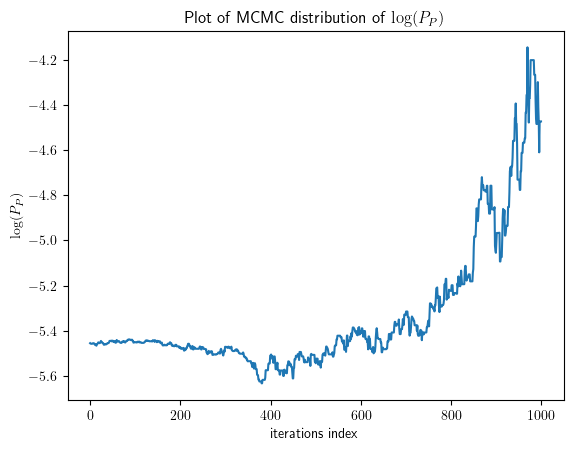 Plot of MCMC distribution of log(P_P)
−4.2
−4.4
−4.6
−4.8
−5.0
−5.2
−5.4
−5.6
log(P_P)
0 200 400 600 800 1000
iterations index